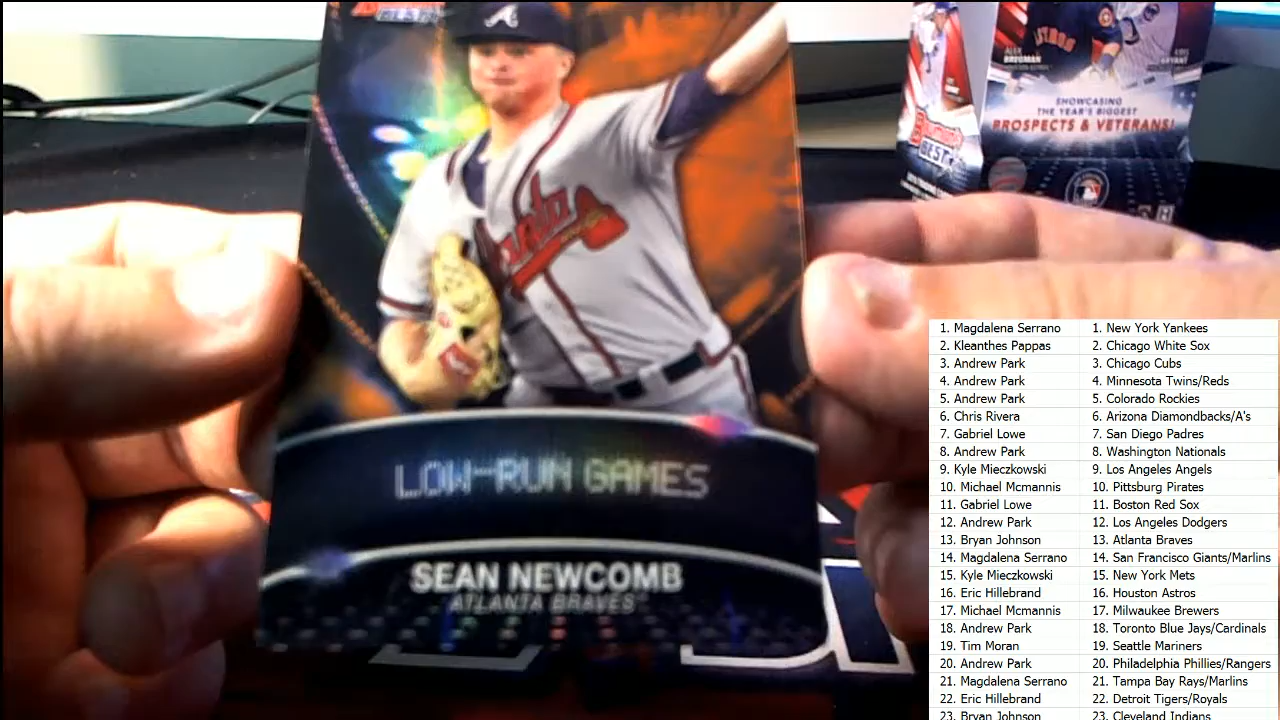 A
Atlanta
LOW-RUN GAMES
SEAN NEWCOMB
ATLANTA BRAVES
ASTROS
ALEX
BREGMAN
BRYANT
SHOWCASING
THE YEAR'S BIGGEST
PROSPECTS & VETERANS!
Bowman's
BEST
1. Magdalena Serrano 1. New York Yankees
2. Kleanthes Pappas 2. Chicago White Sox
3. Andrew Park 3. Chicago Cubs
4. Andrew Park 4. Minnesota Twins/Reds
5. Andrew Park 5. Colorado Rockies
6. Chris Rivera 6. Arizona Diamondbacks/A's
7. Gabriel Lowe 7. San Diego Padres
8. Andrew Park 8. Washington Nationals
9. Kyle Mieczkowski 9. Los Angeles Angels
10. Michael Mcmannis 10. Pittsburg Pirates
11. Gabriel Lowe 11. Boston Red Sox
12. Andrew Park 12. Los Angeles Dodgers
13. Bryan Johnson 13. Atlanta Braves
14. Magdalena Serrano 14. San Francisco Giants/Marlins
15. Kyle Mieczkowski 15. New York Mets
16. Eric Hillebrand 16. Houston Astros
17. Michael Mcmannis 17. Milwaukee Brewers
18. Andrew Park 18. Toronto Blue Jays/Cardinals
19. Tim Moran 19. Seattle Mariners
20. Andrew Park 20. Philadelphia Phillies/Rangers
21. Magdalena Serrano 21. Tampa Bay Rays/Marlins
22. Eric Hillebrand 22. Detroit Tigers/Royals
23. Bryan Johnson 23. Cleveland Indians